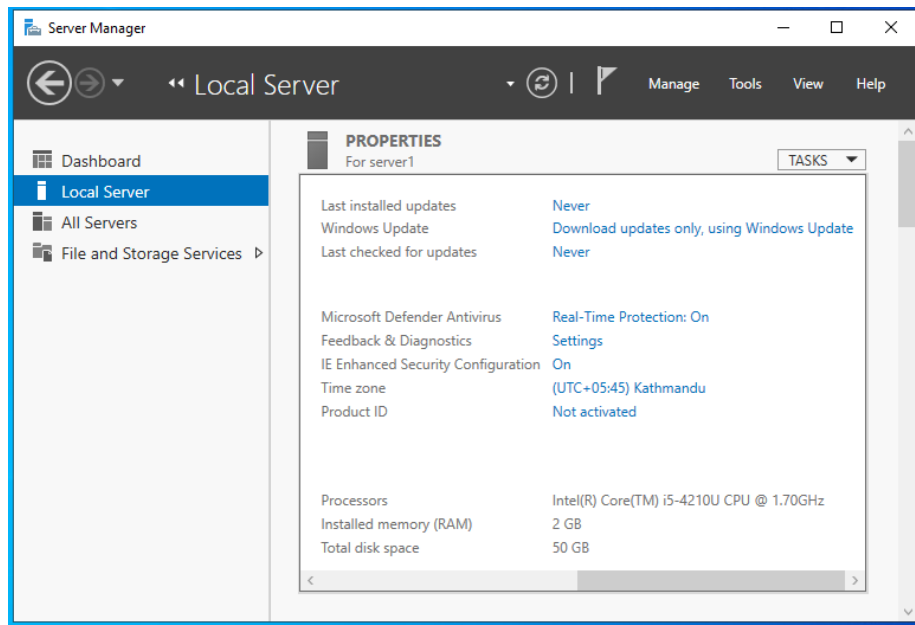 Server Manager
Local Server
Manage Tools View Help
Dashboard
Local Server
All Servers
File and Storage Services
PROPERTIES
For server1
TASKS
Last installed updates Never
Windows Update Download updates only, using Windows Update
Last checked for updates Never
Microsoft Defender Antivirus Real-Time Protection: On
Feedback & Diagnostics Settings
IE Enhanced Security Configuration On
Time zone (UTC+05:45) Kathmandu
Product ID Not activated
Processors Intel(R) Core(TM) i5-4210U CPU @ 1.70GHz
Installed memory (RAM) 2 GB
Total disk space 50 GB